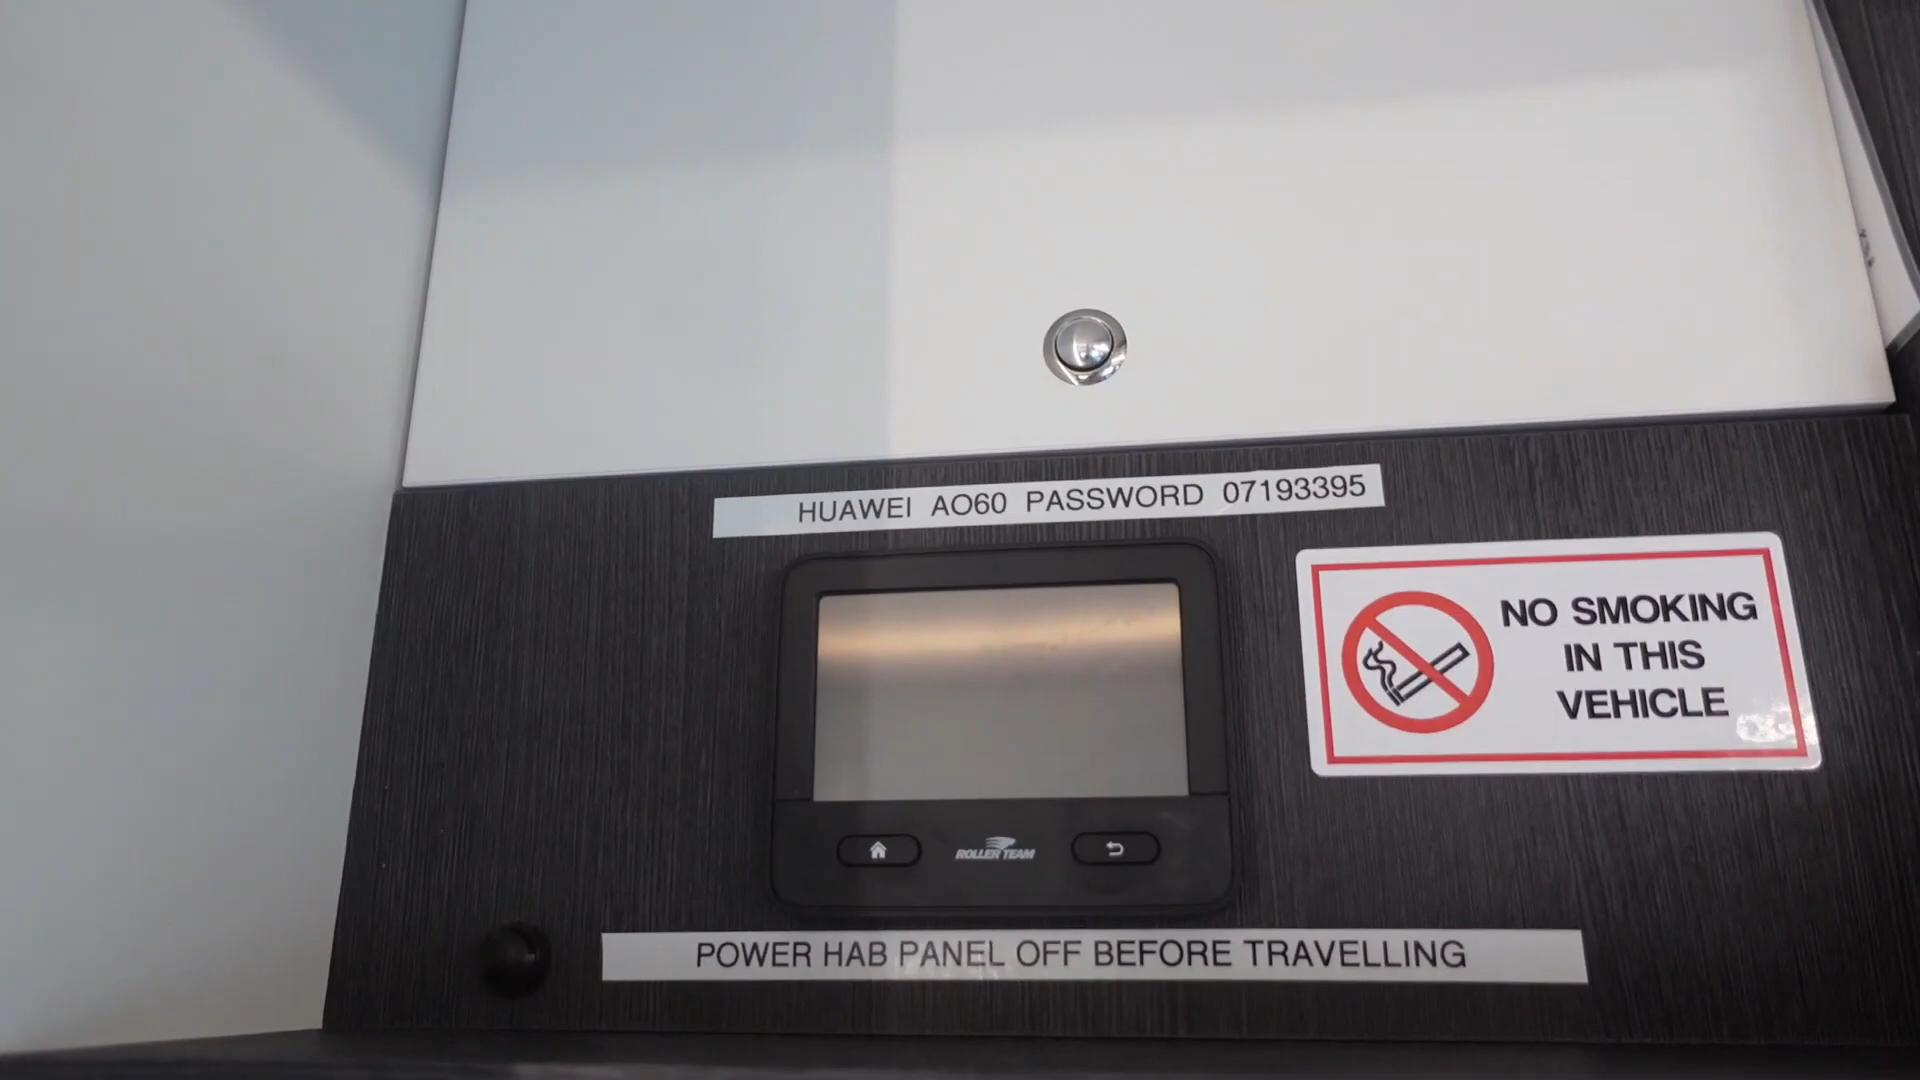 HUAWEI AO60 PASSWORD 07193395
NO SMOKING
IN THIS
VEHICLE
ROLLER TEAM
POWER HAB PANEL OFF BEFORE TRAVELLING